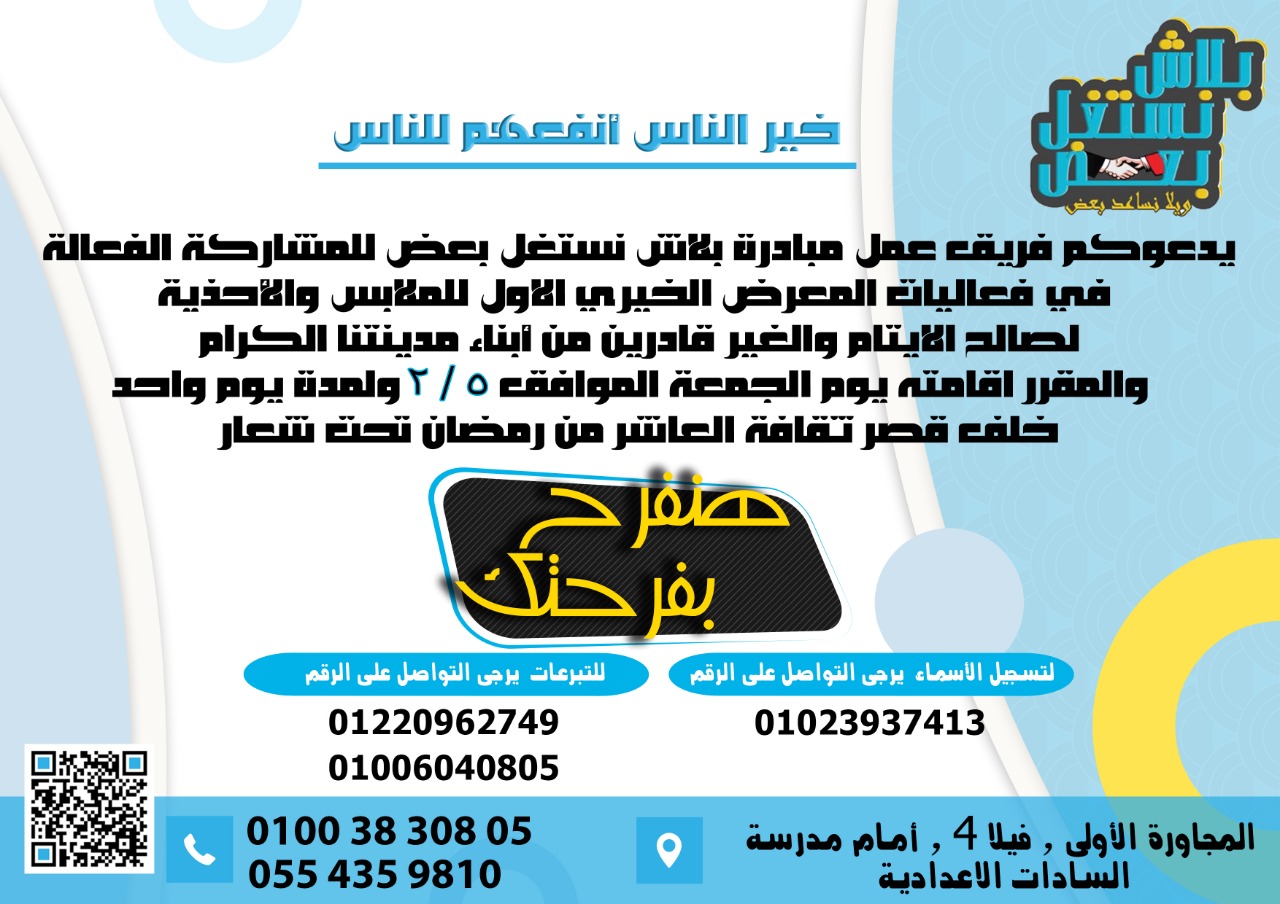 بلاش
نستغل
بعض
ويلا نساعد بعض
خير الناس أنفعهم للناس
يدعوكم فريق عمل مبادرة بلاش نستغل بعض للمشاركة الفعالة
في فعاليات المعرض الخيري الاول للملابس والأحذية
لصالح الايتام والغير قادرين من أبناء مدينتنا الكرام
والمقرر اقامته يوم الجمعة الموافق ٥ / ٢ ولمدة يوم واحد
خلف قصر ثقافة العاشر من رمضان تحت شعار
هنفرح
بفرحتك
لتسجيل الأسماء يرجى التواصل على الرقم
01023937413
للتبرعات يرجى التواصل على الرقم
01220962749
01006040805
المجاورة الأولى , فيلا 4 , أمام مدرسة
السادات الاعدادية
0100 38 308 05
055 435 9810